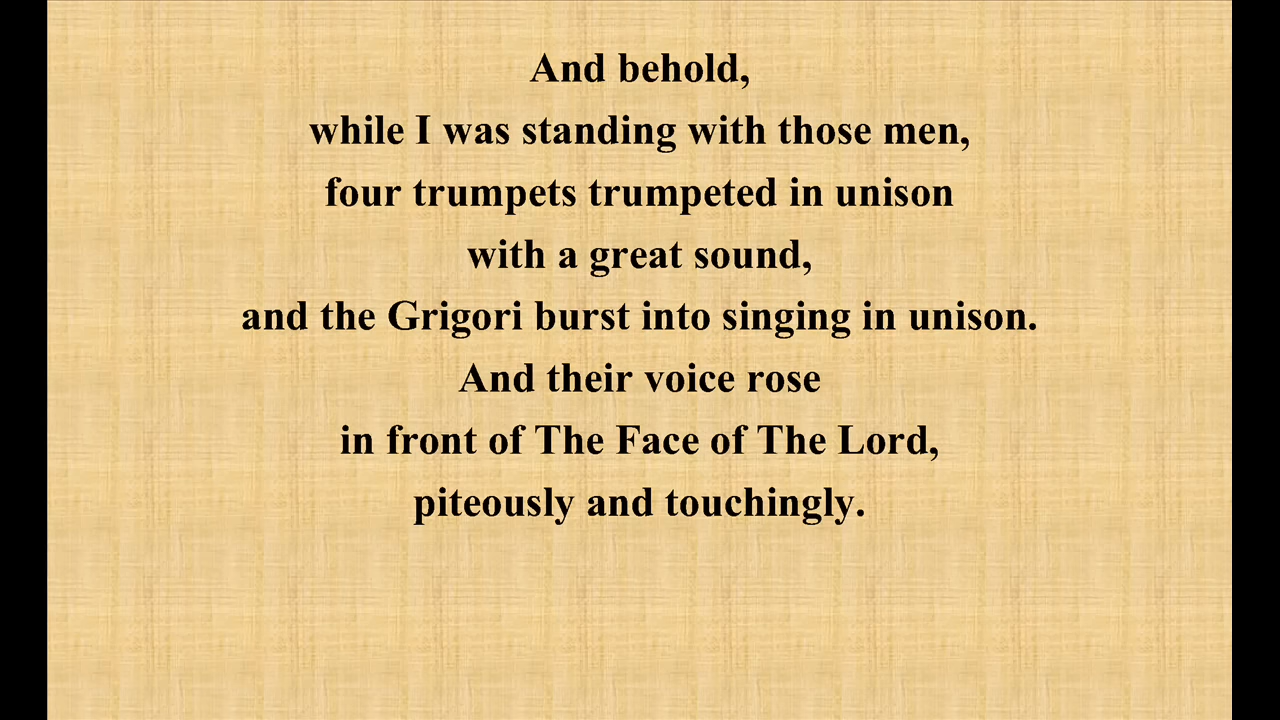 And behold,
while I was standing with those men,
four trumpets trumpeted in unison
with a great sound,
and the Grigori burst into singing in unison.
And their voice rose
in front of The Face of The Lord,
piteously and touchingly.